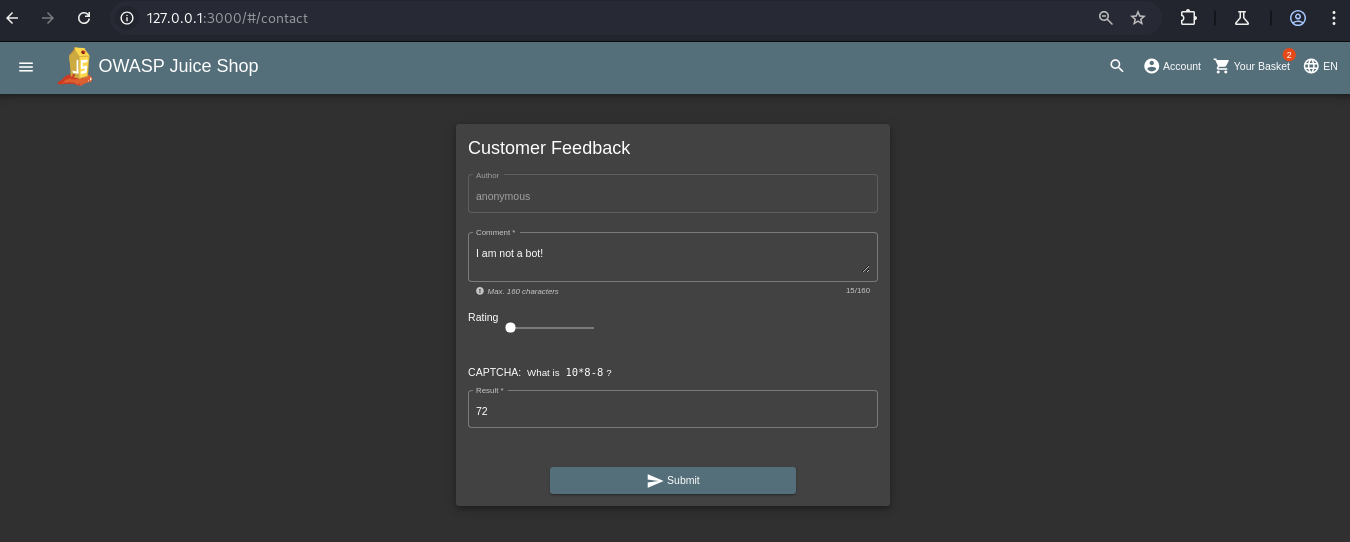 127.0.0.1:3000/#/contact
OWASP Juice Shop
Account
2
Your Basket
EN
Customer Feedback
Author
anonymous
Comment *
I am not a bot!
Max. 160 characters
15/160
Rating
CAPTCHA: What is 10*8-8 ?
Result *
72
Submit